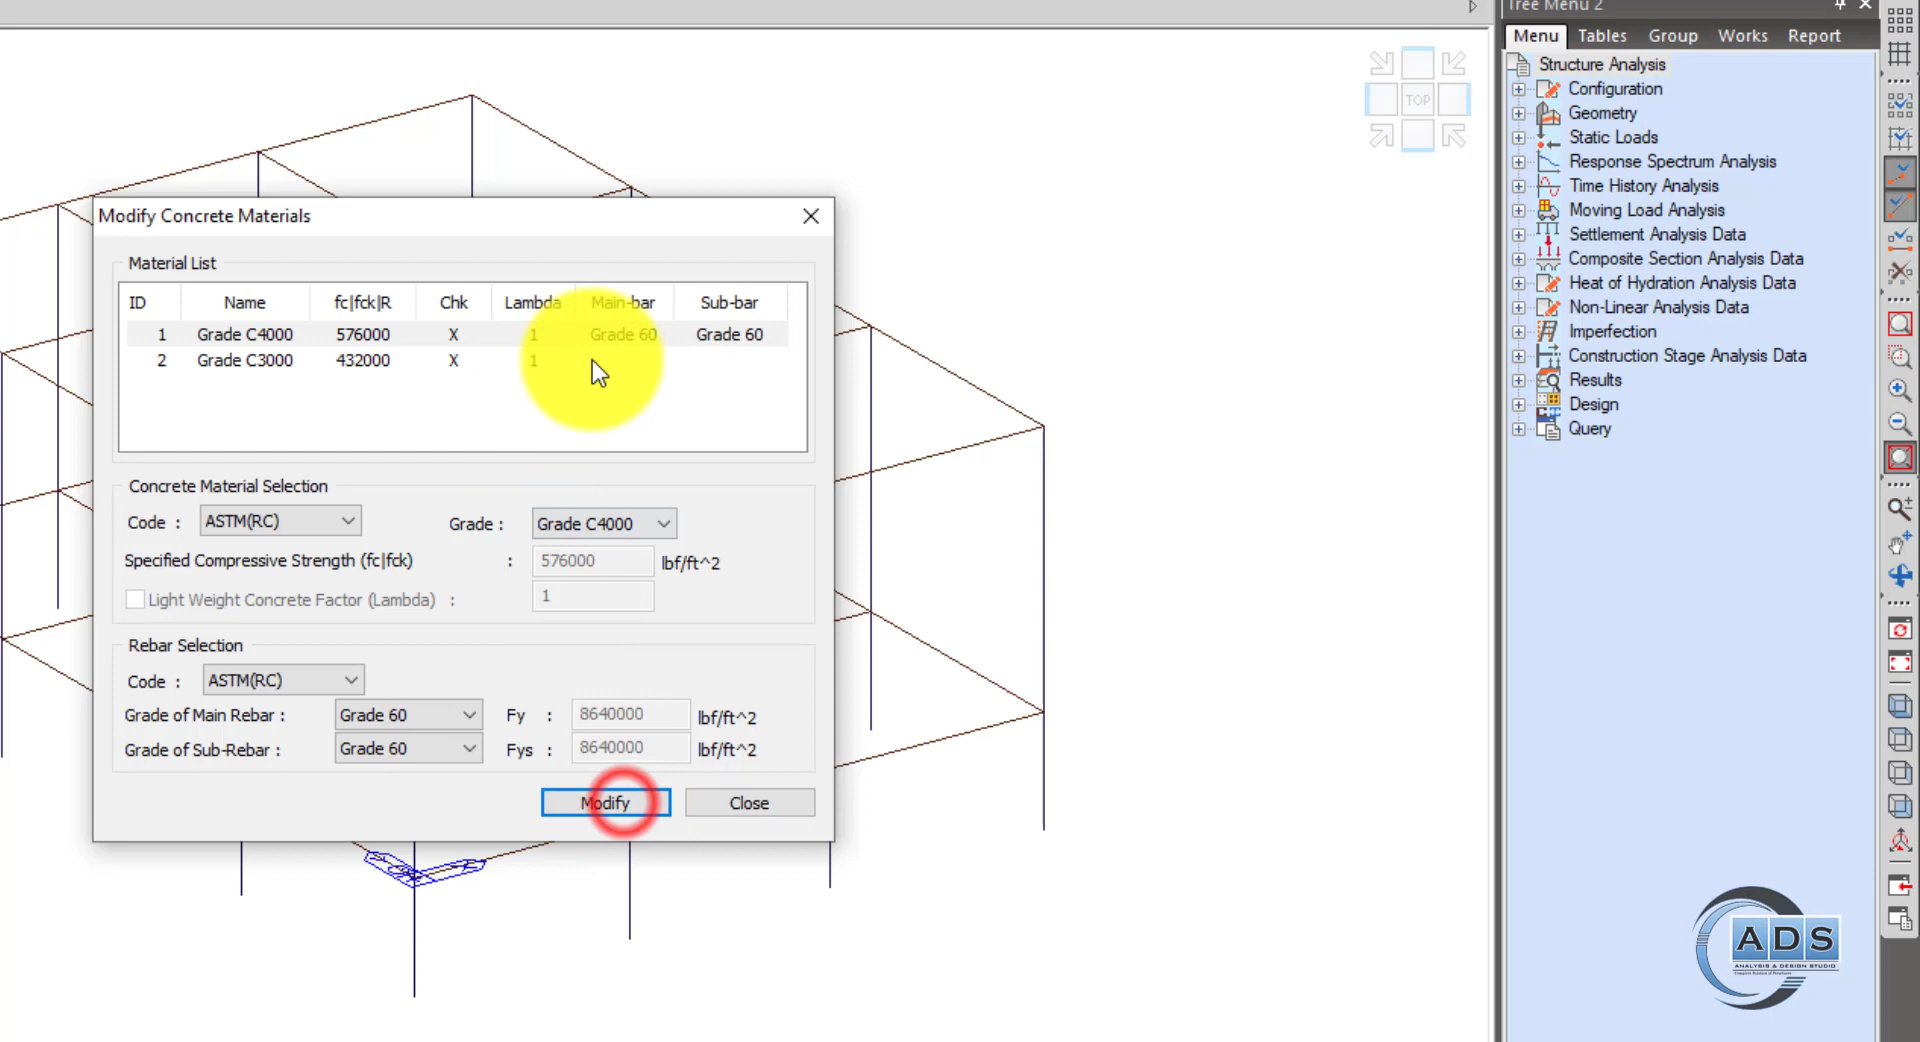 Tree Menu 2
Menu Tables Group Works Report
TOP
Structure Analysis
Configuration
Geometry
Static Loads
Response Spectrum Analysis
Time History Analysis
Moving Load Analysis
Settlement Analysis Data
Composite Section Analysis Data
Heat of Hydration Analysis Data
Non-Linear Analysis Data
Imperfection
Construction Stage Analysis Data
Results
Design
Query
Modify Concrete Materials
Material List
ID Name fc|fck|R Chk Lambda Main-bar Sub-bar
1 Grade C4000 576000 X 1 Grade 60 Grade 60
2 Grade C3000 432000 X 1
Concrete Material Selection
Code : ASTM(RC) Grade : Grade C4000
Specified Compressive Strength (fc|fck) : 576000 lbf/ft^2
Light Weight Concrete Factor (Lambda) : 1
Rebar Selection
Code : ASTM(RC)
Grade of Main Rebar : Grade 60 Fy : 8640000 lbf/ft^2
Grade of Sub-Rebar : Grade 60 Fys : 8640000 lbf/ft^2
Modify Close
ADS
ANALYSIS & DESIGN STUDIO